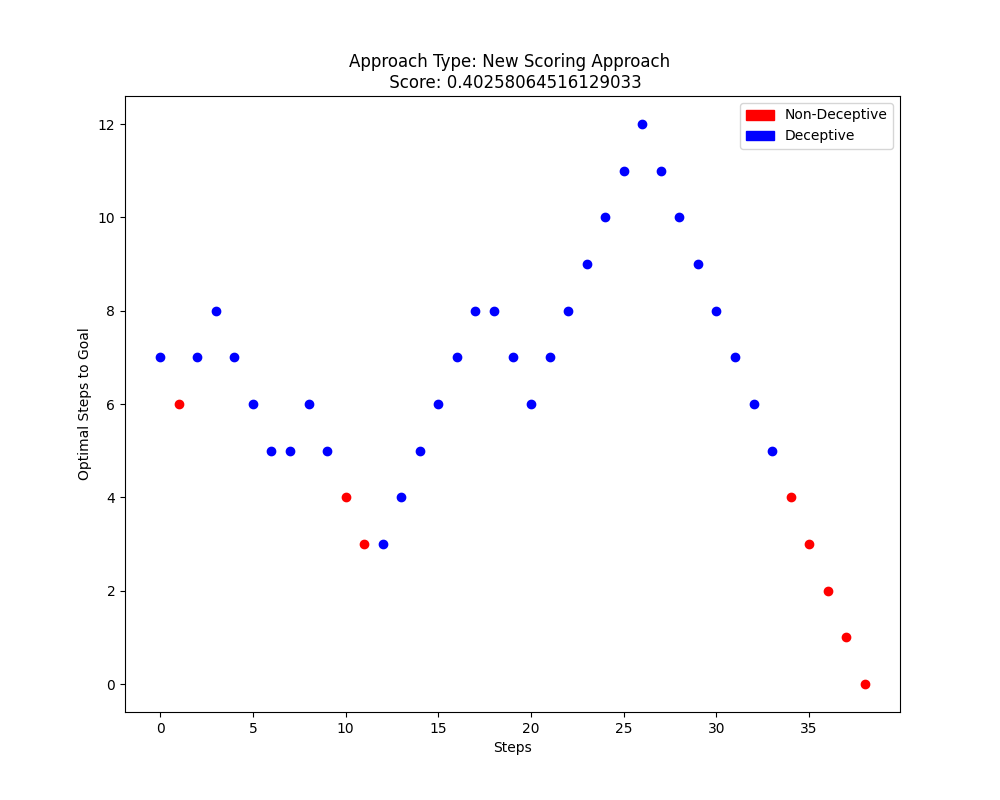 Approach Type: New Scoring Approach
Score: 0.40258064516129033
Non-Deceptive
Deceptive
Optimal Steps to Goal
12
10
8
6
4
2
0
0 5 10 15 20 25 30 35
Steps